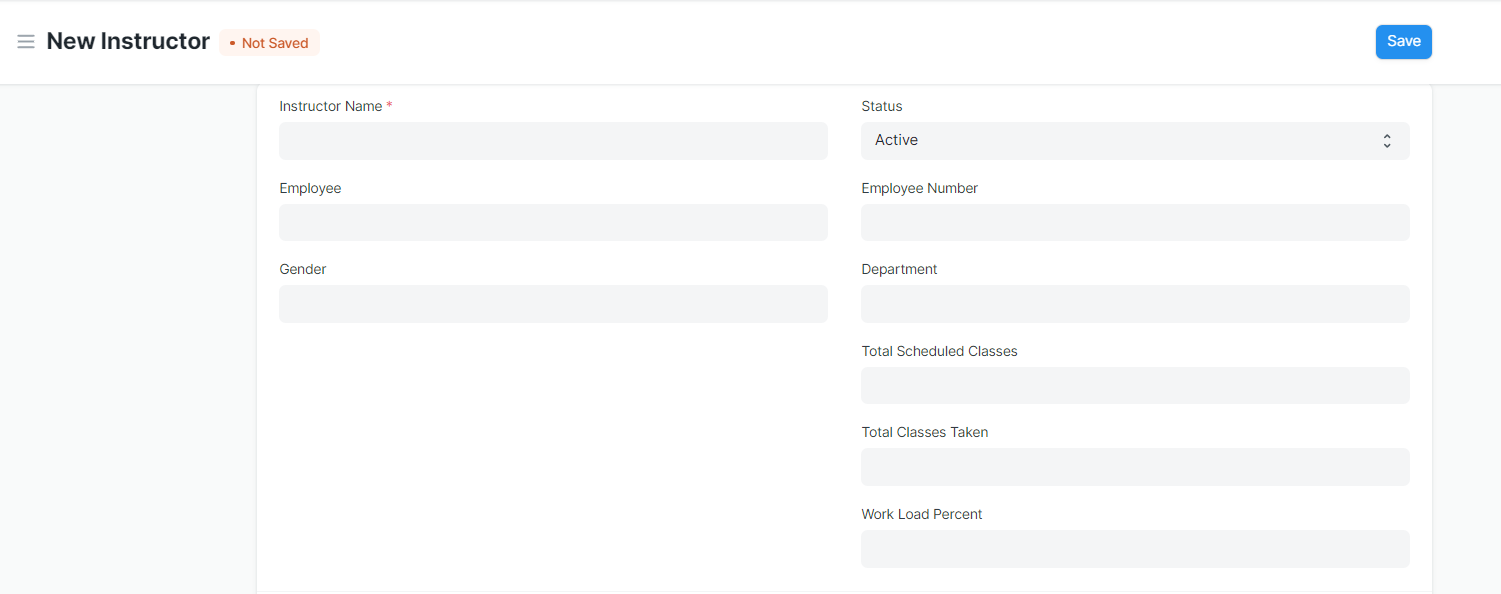 New Instructor
• Not Saved
Save
Instructor Name *
Status
Active
Employee
Employee Number
Gender
Department
Total Scheduled Classes
Total Classes Taken
Work Load Percent